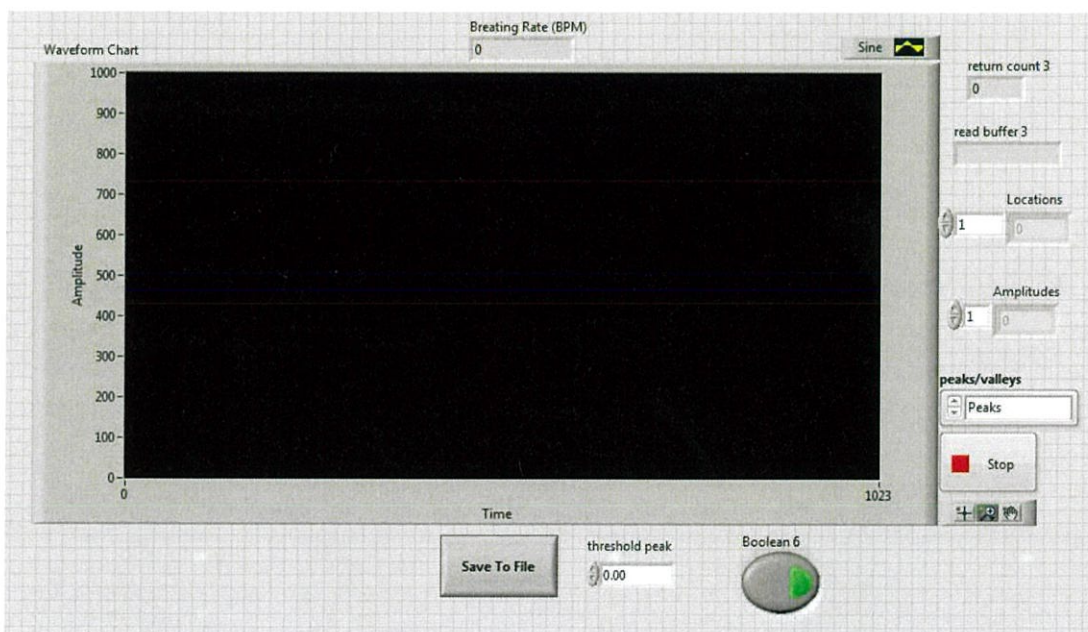 Breating Rate (BPM)
0
Waveform Chart
Sine
return count 3
0
read buffer 3
Locations
1
0
Amplitudes
1
0
peaks/valleys
Peaks
Stop
1000
900
800
700
600
500
400
300
200
100
0
Amplitude
0
1023
Time
Save To File
threshold peak
0.00
Boolean 6